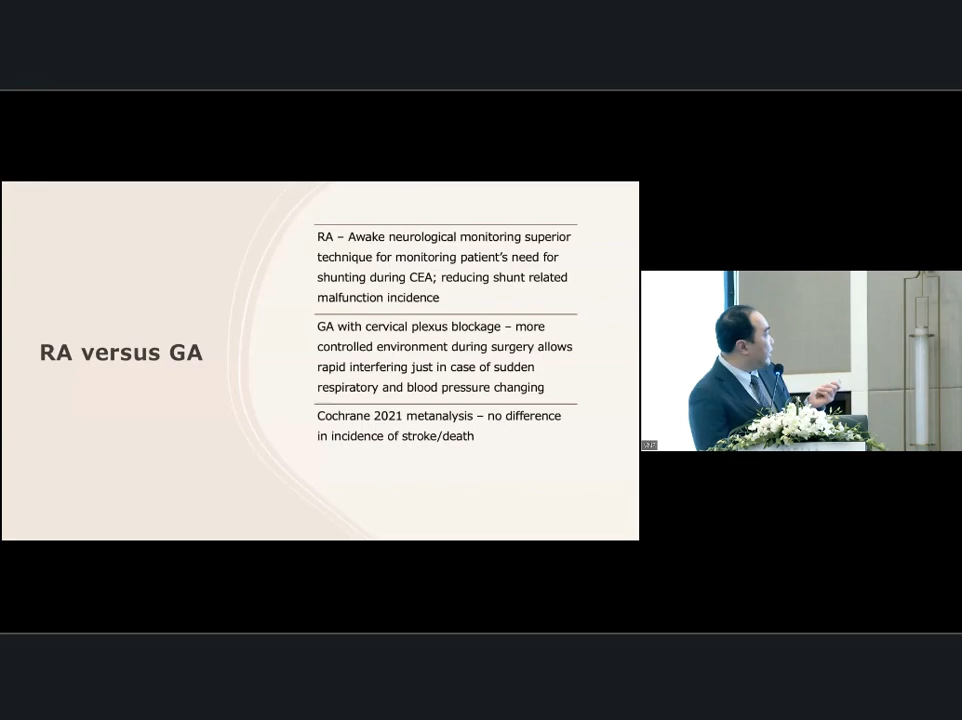 RA versus GA
RA – Awake neurological monitoring superior
technique for monitoring patient's need for
shunting during CEA; reducing shunt related
malfunction incidence
GA with cervical plexus blockage – more
controlled environment during surgery allows
rapid interfering just in case of sudden
respiratory and blood pressure changing
Cochrane 2021 metanalysis – no difference
in incidence of stroke/death